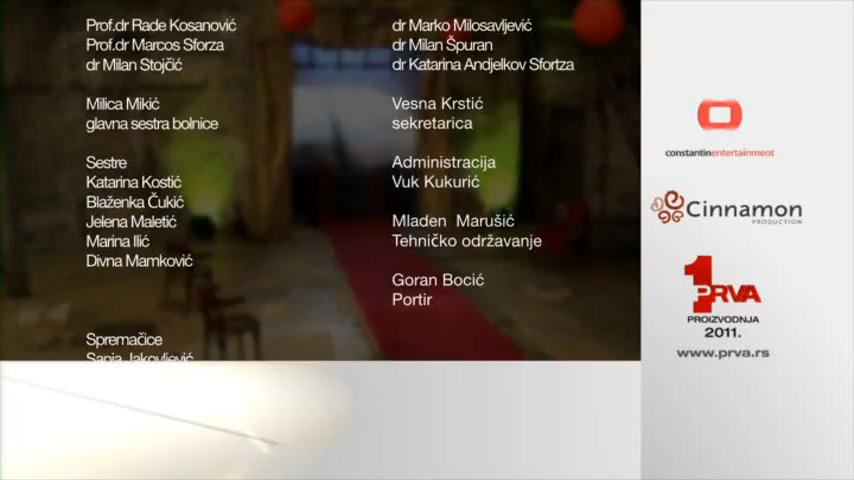 Prof.dr Rade Kosanović
Prof.dr Marcos Sforza
dr Milan Stojčić
Milica Mikić
glavna sestra bolnice
Sestre
Katarina Kostić
Blaženka Čukić
Jelena Maletić
Marina Ilić
Divna Mamković
Spremačice
Sanja Jakovljević
dr Marko Milosavljević
dr Milan Špuran
dr Katarina Andjelkov Sfortza
Vesna Krstić
sekretarica
Administracija
Vuk Kukurić
Mladen Marušić
Tehničko održavanje
Goran Bocić
Portir
constantinentertainment
Cinnamon
PRODUCTION
1
PRVA
PROIZVODNJA
2011.
www.prva.rs